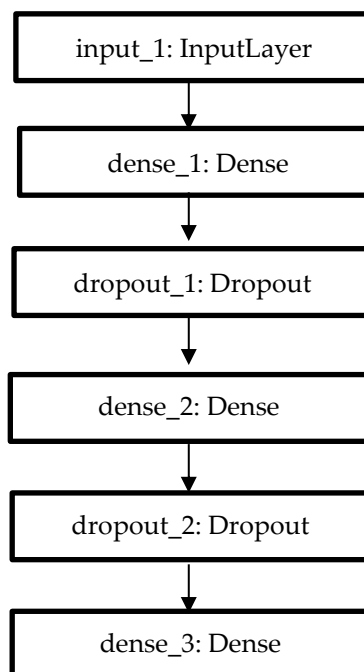 input_1: InputLayer
dense_1: Dense
dropout_1: Dropout
dense_2: Dense
dropout_2: Dropout
dense_3: Dense